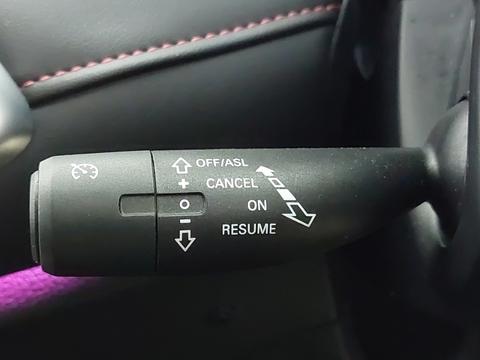 OFF/ASL
+ CANCEL
O ON
– RESUME